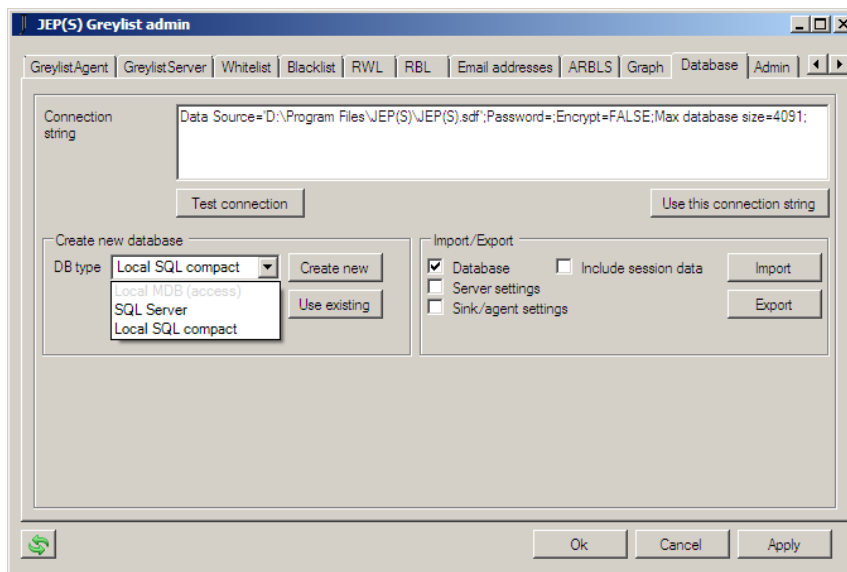 JEP(S) Greylist admin
GreylistAgent GreylistServer Whitelist Blacklist RWL RBL Email addresses ARBLS Graph Database Admin
Connection string
Data Source='D:\Program Files\JEP(S)\JEP(S).sdf';Password=;Encrypt=FALSE;Max database size=4091;
Test connection Use this connection string
Create new database
DB type Local SQL compact Create new
Local MDB (access)
SQL Server
Local SQL compact
Use existing
Import/Export
Database Include session data Import
Server settings
Sink/agent settings Export
Ok Cancel Apply